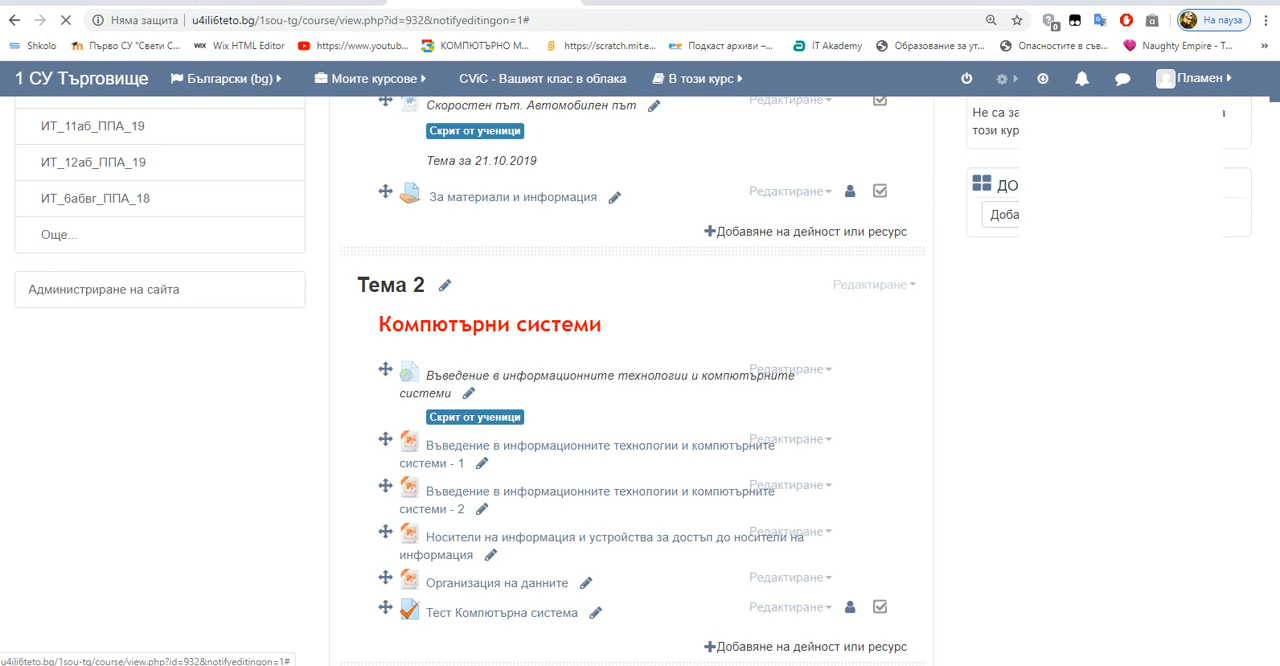 Няма защита | u4ili6teto.bg/1sou-tg/course/view.php?id=932&notifyeditingon=1#
0
На пауза
Shkolo Първо СУ "Свети С... WIX Wix HTML Editor https://www.youtub... КОМПЮТЪРНО М... https://scratch.mit.e... Подкаст архиви –... IT Akademy Образование за ут... Опасностите в съв... Naughty Empire - T... »
1 СУ Търговище Български (bg) Моите курсове CViC - Вашият клас в облака В този курс Пламен
ИТ_11аб_ППА_19
ИТ_12аб_ППА_19
ИТ_6абвг_ППА_18
Още...
Администриране на сайта
Скоростен път. Автомобилен път Редактиране
Скрит от ученици
Тема за 21.10.2019
За материали и информация Редактиране
Добавяне на дейност или ресурс
Тема 2 Редактиране
Компютърни системи
Въведение в информационните технологии и компютърните Редактиране
системи
Скрит от ученици
Въведение в информационните технологии и компютърните Редактиране
системи - 1
Въведение в информационните технологии и компютърните Редактиране
системи - 2
Носители на информация и устройства за достъп до носители на Редактиране
информация
Организация на данните Редактиране
Тест Компютърна система Редактиране
Добавяне на дейност или ресурс
Не са за
този кур
ДО
Доба
u4ili6teto.bg/1sou-tg/course/view.php?id=932&notifyeditingon=1#